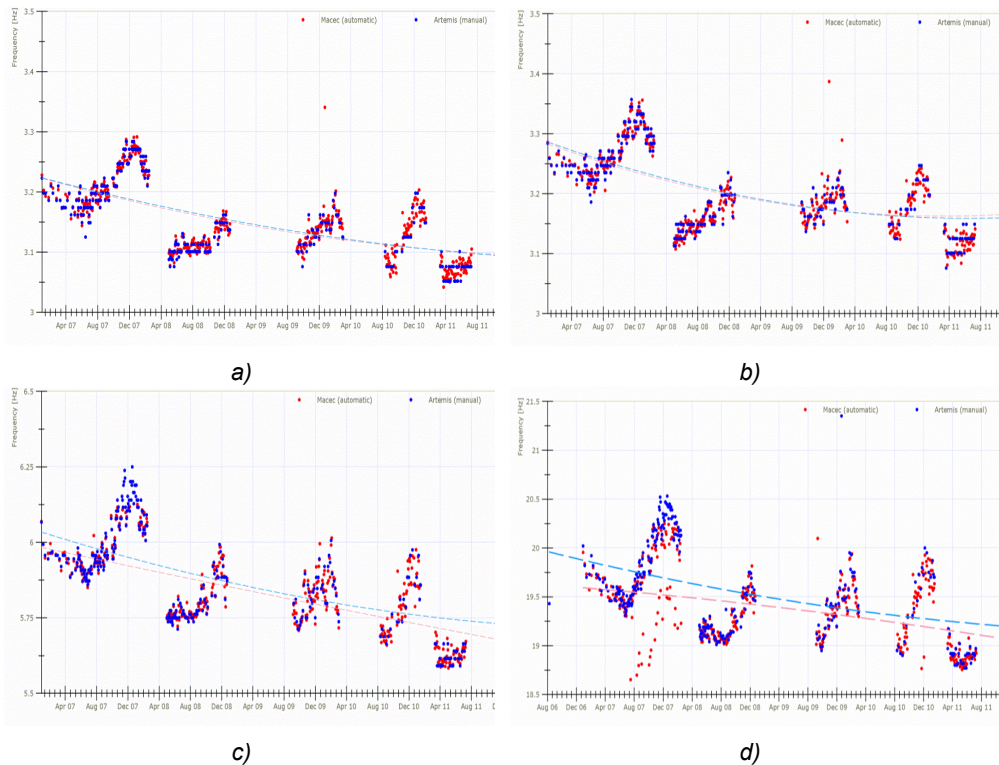 Frequency [Hz]
3.5
3.4
3.3
3.2
3.1
3
Macec (automatic)
Artemis (manual)
Apr 07 Aug 07 Dec 07 Apr 08 Aug 08 Dec 08 Apr 09 Aug 09 Dec 09 Apr 10 Aug 10 Dec 10 Apr 11 Aug 11
a)
Frequency [Hz]
3.5
3.4
3.3
3.2
3.1
3
Macec (automatic)
Artemis (manual)
Apr 07 Aug 07 Dec 07 Apr 08 Aug 08 Dec 08 Apr 09 Aug 09 Dec 09 Apr 10 Aug 10 Dec 10 Apr 11 Aug 11
b)
Frequency [Hz]
6.5
6.25
6
5.75
5.5
Macec (automatic)
Artemis (manual)
Apr 07 Aug 07 Dec 07 Apr 08 Aug 08 Dec 08 Apr 09 Aug 09 Dec 09 Apr 10 Aug 10 Dec 10 Apr 11 Aug 11
c)
Frequency [Hz]
21.5
21
20.5
20
19.5
19
18.5
Macec (automatic)
Artemis (manual)
Aug 06 Dec 06 Apr 07 Aug 07 Dec 07 Apr 08 Aug 08 Dec 08 Apr 09 Aug 09 Dec 09 Apr 10 Aug 10 Dec 10 Apr 11 Aug 11
d)